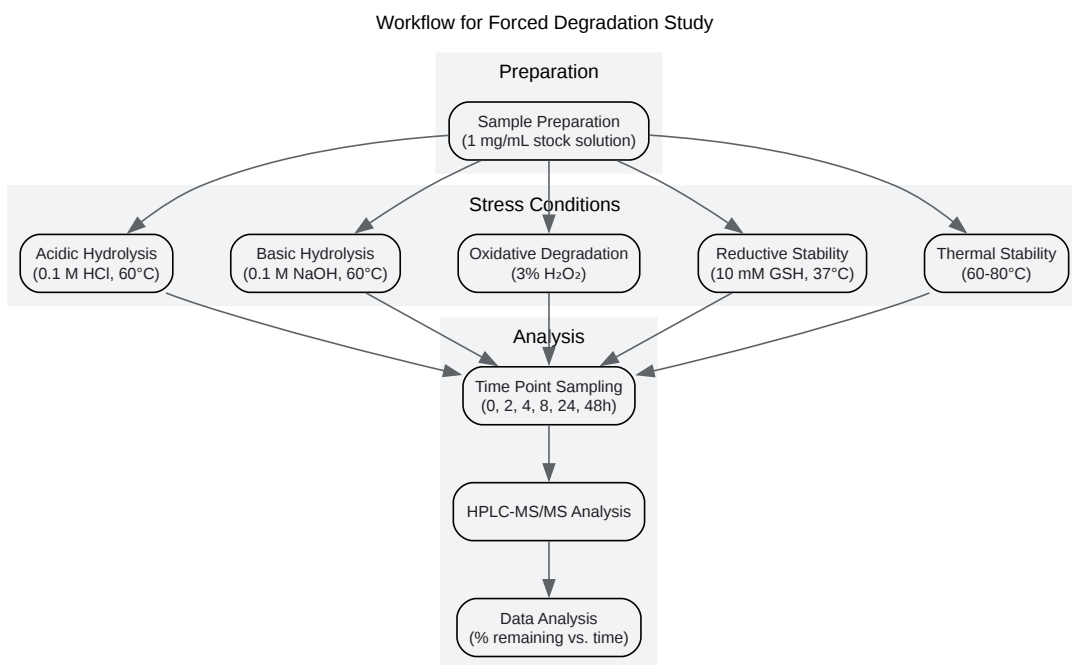 Workflow for Forced Degradation Study
Preparation
Sample Preparation
(1 mg/mL stock solution)
Stress Conditions
Acidic Hydrolysis
(0.1 M HCl, 60°C)
Basic Hydrolysis
(0.1 M NaOH, 60°C)
Oxidative Degradation
(3% H₂O₂)
Reductive Stability
(10 mM GSH, 37°C)
Thermal Stability
(60-80°C)
Analysis
Time Point Sampling
(0, 2, 4, 8, 24, 48h)
HPLC-MS/MS Analysis
Data Analysis
(% remaining vs. time)